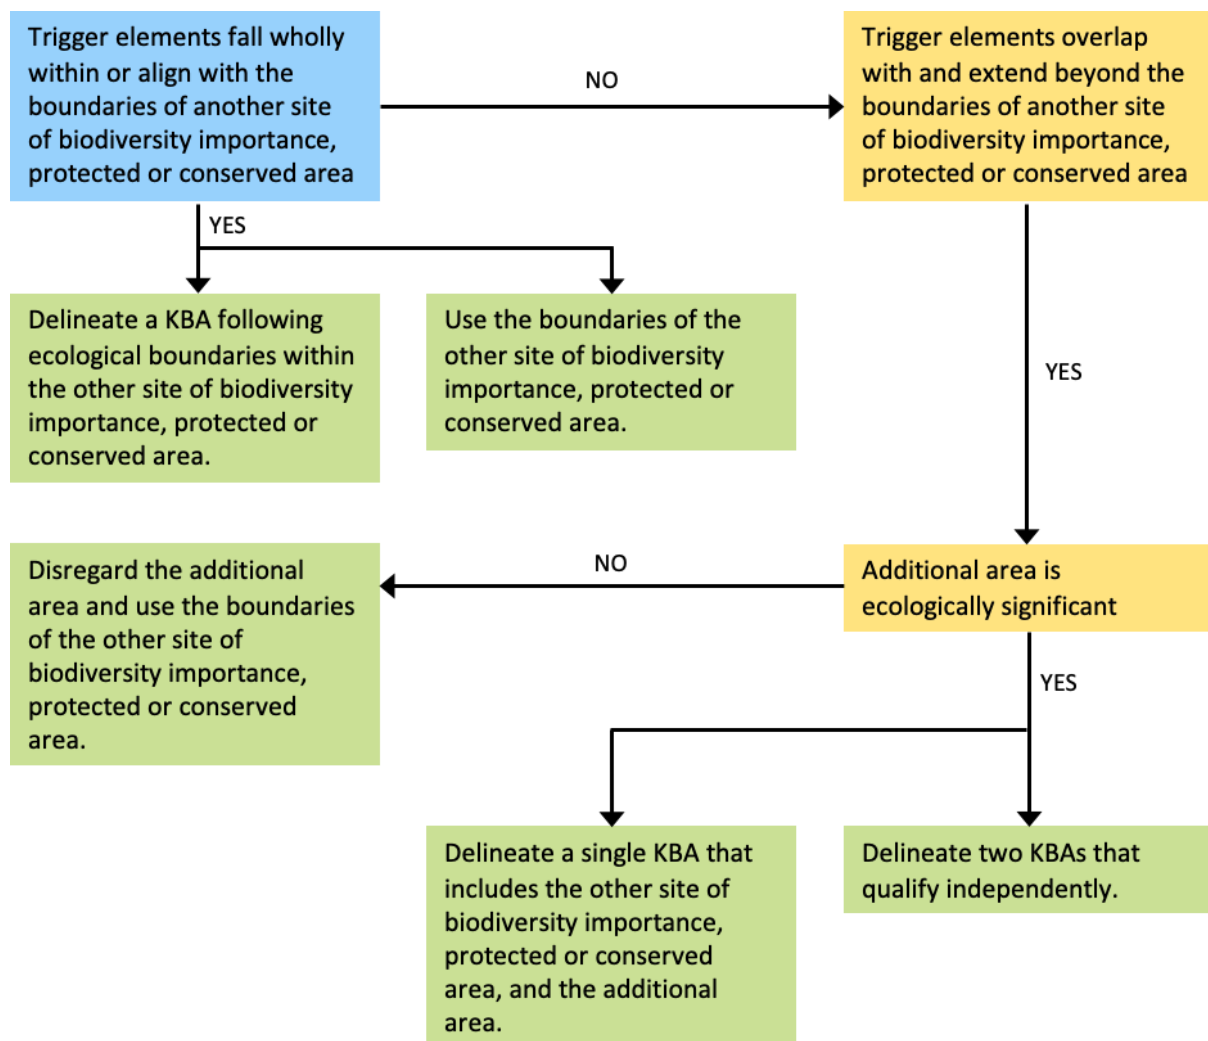 Trigger elements fall wholly
within or align with the
boundaries of another site
of biodiversity importance,
protected or conserved area
NO
Trigger elements overlap
with and extend beyond the
boundaries of another site
of biodiversity importance,
protected or conserved area
YES
Delineate a KBA following
ecological boundaries within
the other site of biodiversity
importance, protected or
conserved area.
Use the boundaries of the
other site of biodiversity
importance, protected or
conserved area.
YES
Additional area is
ecologically significant
NO
Disregard the additional
area and use the boundaries
of the other site of
biodiversity importance,
protected or conserved
area.
YES
Delineate a single KBA that
includes the other site of
biodiversity importance,
protected or conserved
area, and the additional
area.
Delineate two KBAs that
qualify independently.